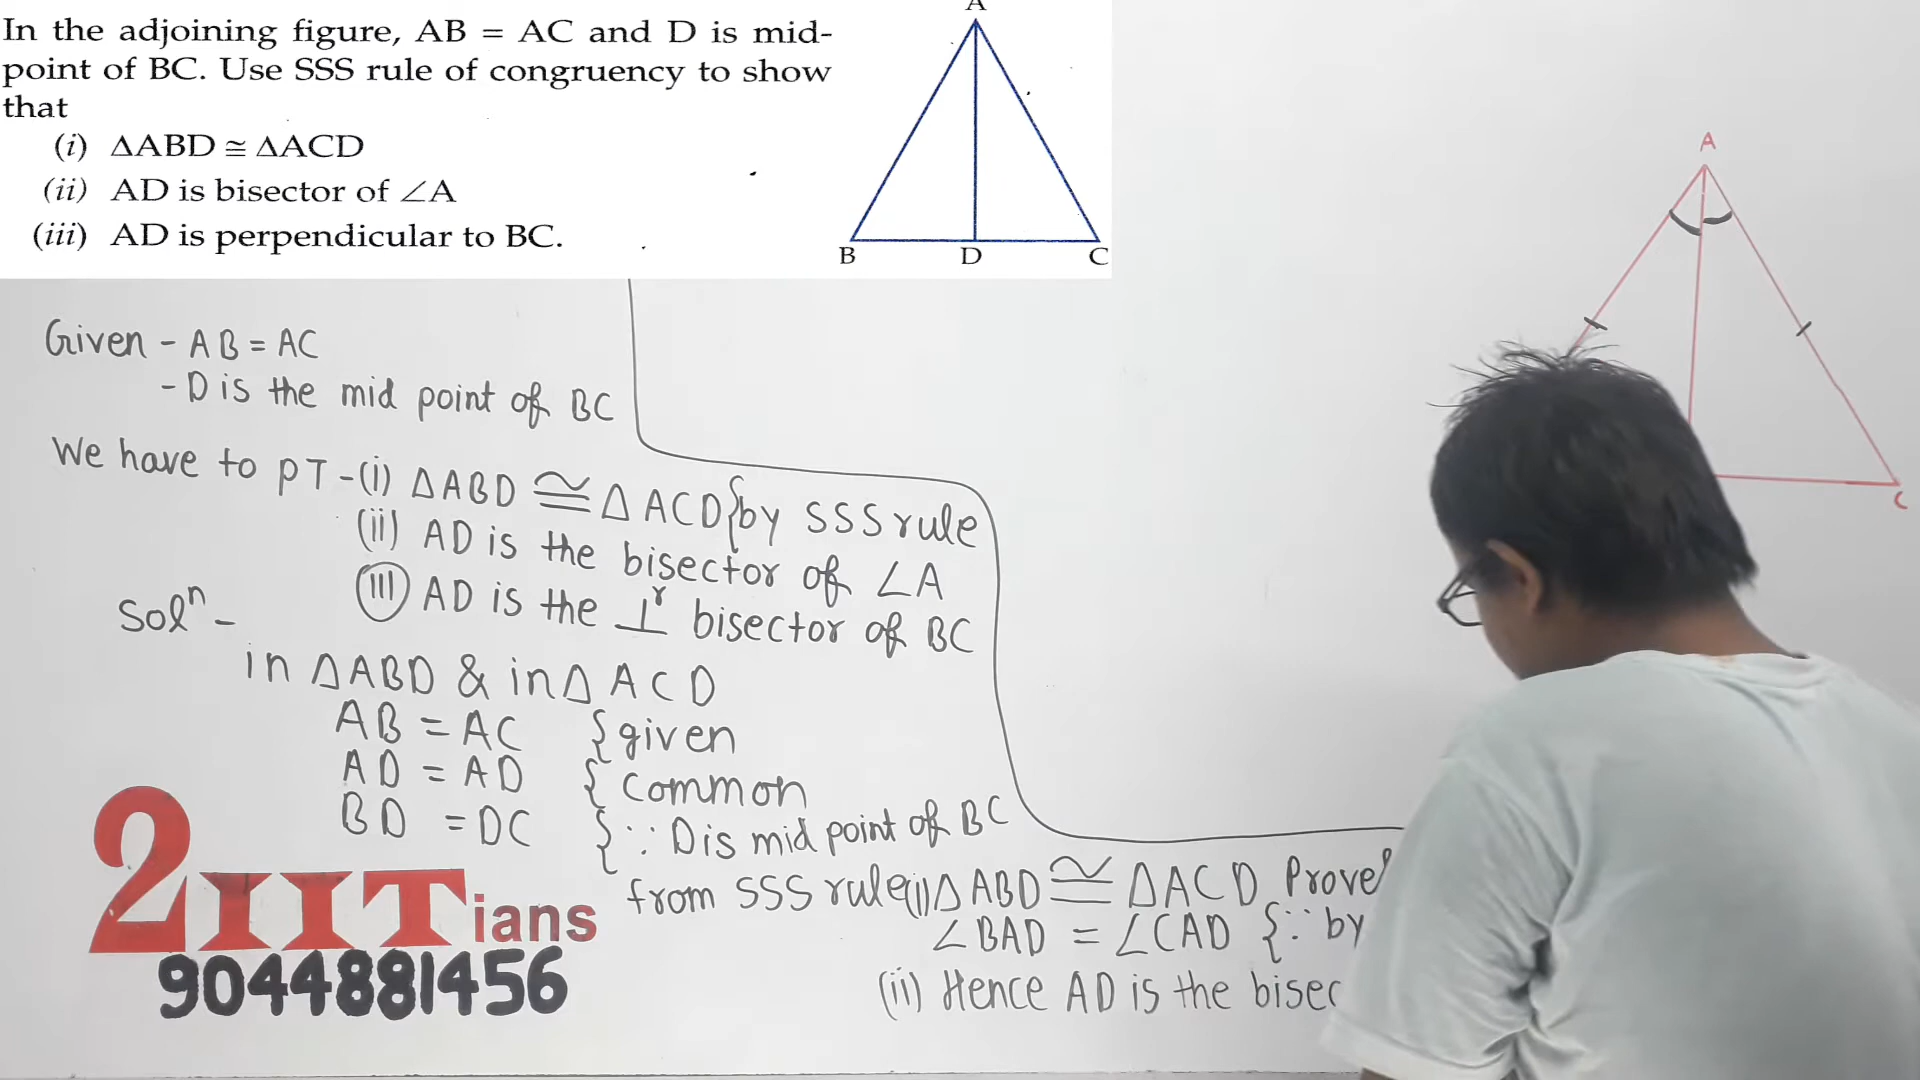 In the adjoining figure, AB = AC and D is mid-
point of BC. Use SSS rule of congruency to show
that
(i) ΔABD ≅ ΔACD
(ii) AD is bisector of ∠A
(iii) AD is perpendicular to BC.
A
B D C
A
C
Given - AB = AC
- D is the mid point of BC
We have to PT - (i) Δ ABD ≅ Δ ACD {by SSS rule
(ii) AD is the bisector of ∠A
(III) AD is the ⊥r bisector of BC
Soln -
in ΔABD & in Δ ACD
AB = AC {given
AD = AD {common
BD = DC {∵ D is mid point of BC
from SSS rule (i) Δ ABD ≅ ΔACD Proved
∠BAD = ∠CAD {∵ by
(ii) Hence AD is the bisec
2IITians
9044881456